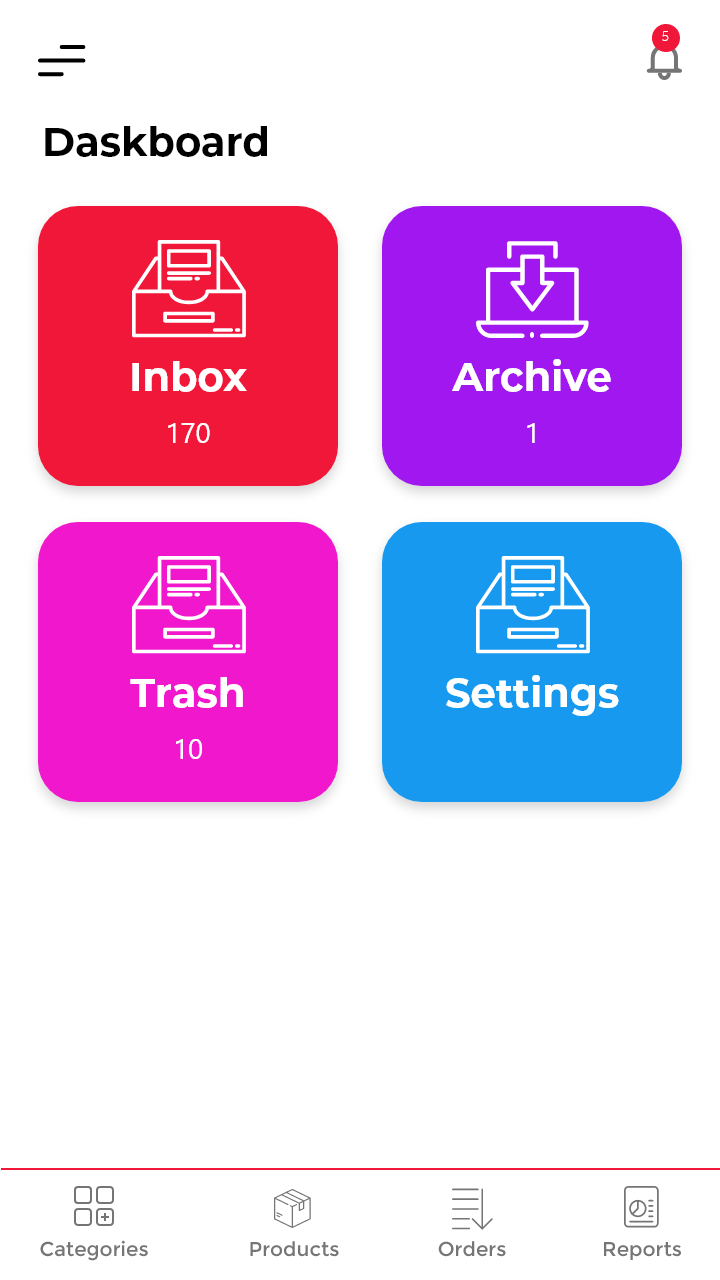 5
Daskboard
Inbox
170
Archive
1
Trash
10
Settings
Categories
Products
Orders
Reports